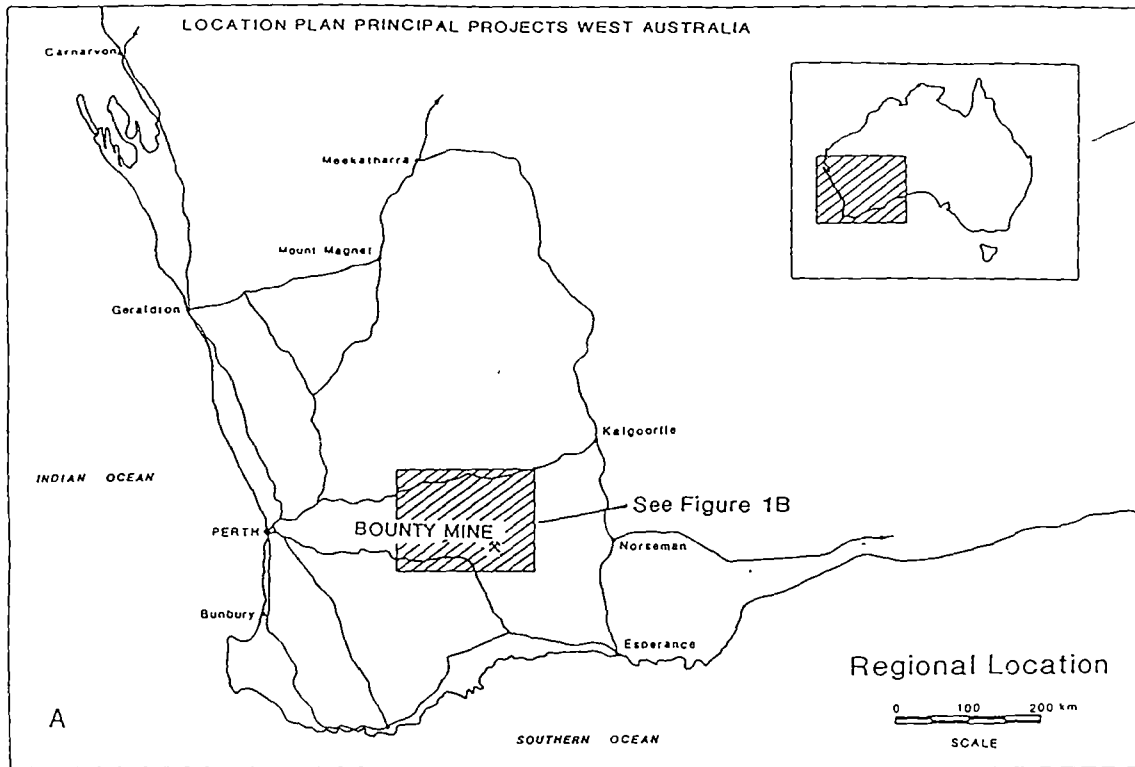 LOCATION PLAN PRINCIPAL PROJECTS WEST AUSTRALIA
Carnarvon
Meekatharra
Mount Magnet
Geraldton
Kalgoorlie
INDIAN OCEAN
See Figure 1B
PERTH
BOUNTY MINE
Norseman
Bunbury
Esperance
Regional Location
0 100 200 km
SCALE
A
SOUTHERN OCEAN